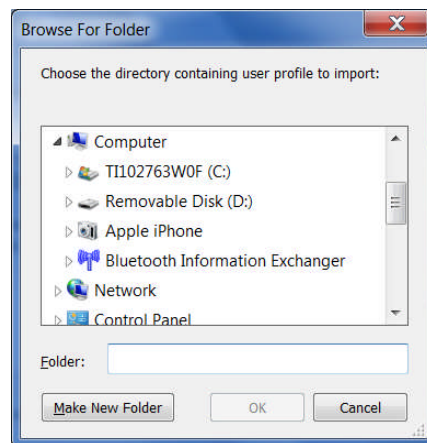 Browse For Folder
Choose the directory containing user profile to import:
Computer
TI102763W0F (C:)
Removable Disk (D:)
Apple iPhone
Bluetooth Information Exchanger
Network
Control Panel
Folder:
Make New Folder OK Cancel